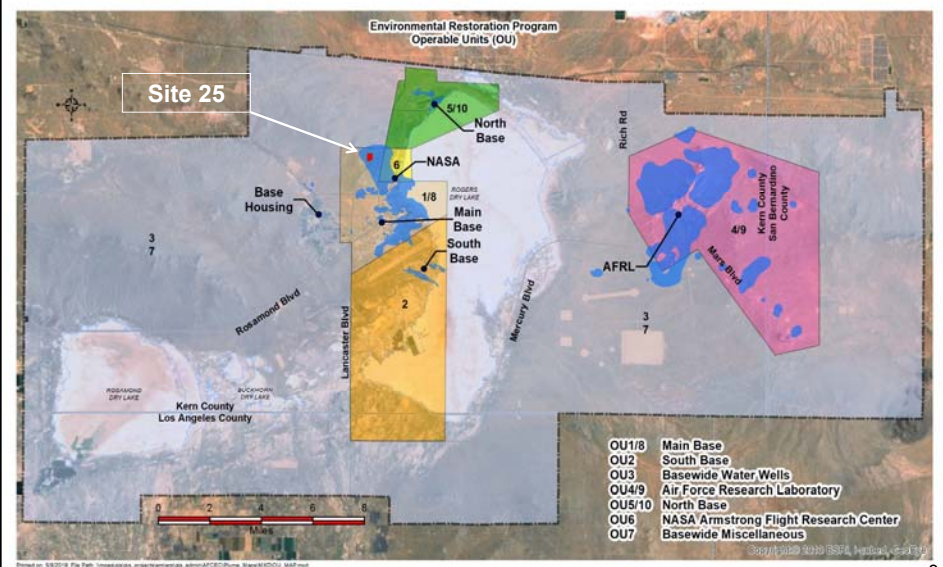 Environmental Restoration Program
Operable Units (OU)
Site 25
5/10
North
Base
Rich Rd
NASA
6
Base
Housing
1/8
ROGERS
DRY LAKE
Main
Base
South
Base
Kern County
San Bernardino
County
4/9
AFRL
Mars Blvd
3
7
2
Rosamond Blvd
Lancaster Blvd
Mercury Blvd
3
7
ROSAMOND
DRY LAKE
BUCKHORN
DRY LAKE
Kern County
Los Angeles County
0 2 4 6 8
Miles
OU1/8 Main Base
OU2 South Base
OU3 Basewide Water Wells
OU4/9 Air Force Research Laboratory
OU5/10 North Base
OU6 NASA Armstrong Flight Research Center
OU7 Basewide Miscellaneous